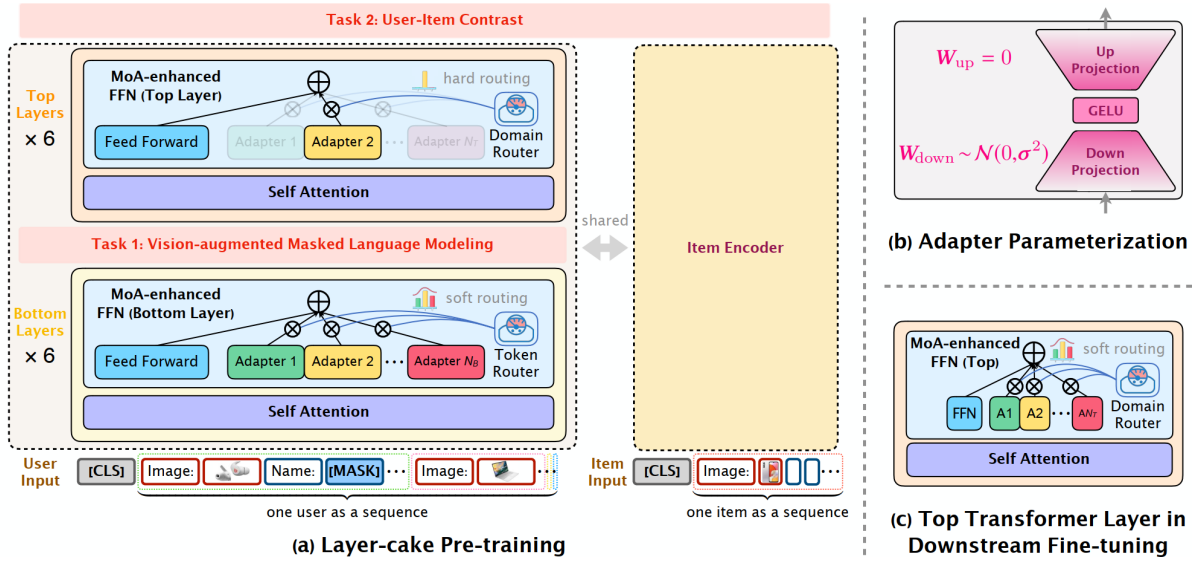 Task 2: User-Item Contrast
Top
Layers
× 6
MoA-enhanced
FFN (Top Layer)
hard routing
Feed Forward
Adapter 1
Adapter 2
···
Adapter N_T
Domain
Router
Self Attention
Task 1: Vision-augmented Masked Language Modeling
Bottom
Layers
× 6
MoA-enhanced
FFN (Bottom Layer)
soft routing
Feed Forward
Adapter 1
Adapter 2
···
Adapter N_B
Token
Router
Self Attention
User
Input
[CLS]
Image:
Name:
[MASK]
···
Image:
···
one user as a sequence
shared
Item Encoder
Item
Input
[CLS]
Image:
···
one item as a sequence
(a) Layer-cake Pre-training
W_up = 0
Up
Projection
GELU
W_down ~ N(0,σ²)
Down
Projection
(b) Adapter Parameterization
MoA-enhanced
FFN (Top)
soft routing
FFN
A1
A2
···
AN_T
Domain
Router
Self Attention
(c) Top Transformer Layer in
Downstream Fine-tuning